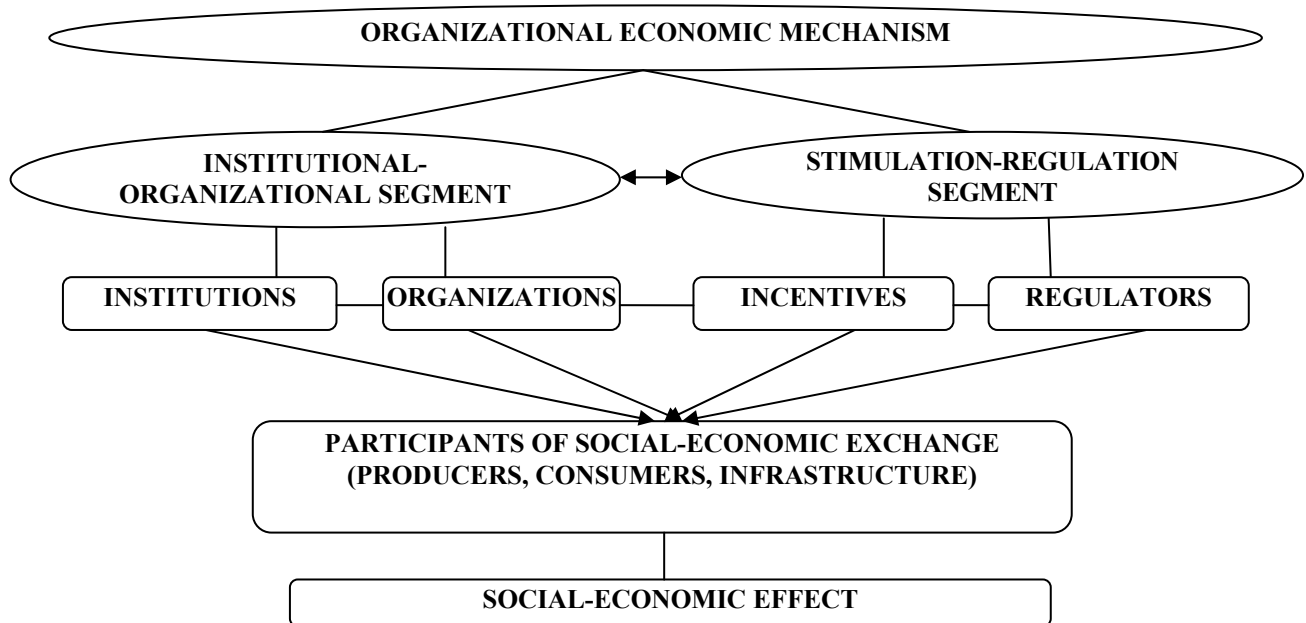 ORGANIZATIONAL ECONOMIC MECHANISM
INSTITUTIONAL-
ORGANIZATIONAL SEGMENT
STIMULATION-REGULATION
SEGMENT
INSTITUTIONS
ORGANIZATIONS
INCENTIVES
REGULATORS
PARTICIPANTS OF SOCIAL-ECONOMIC EXCHANGE
(PRODUCERS, CONSUMERS, INFRASTRUCTURE)
SOCIAL-ECONOMIC EFFECT